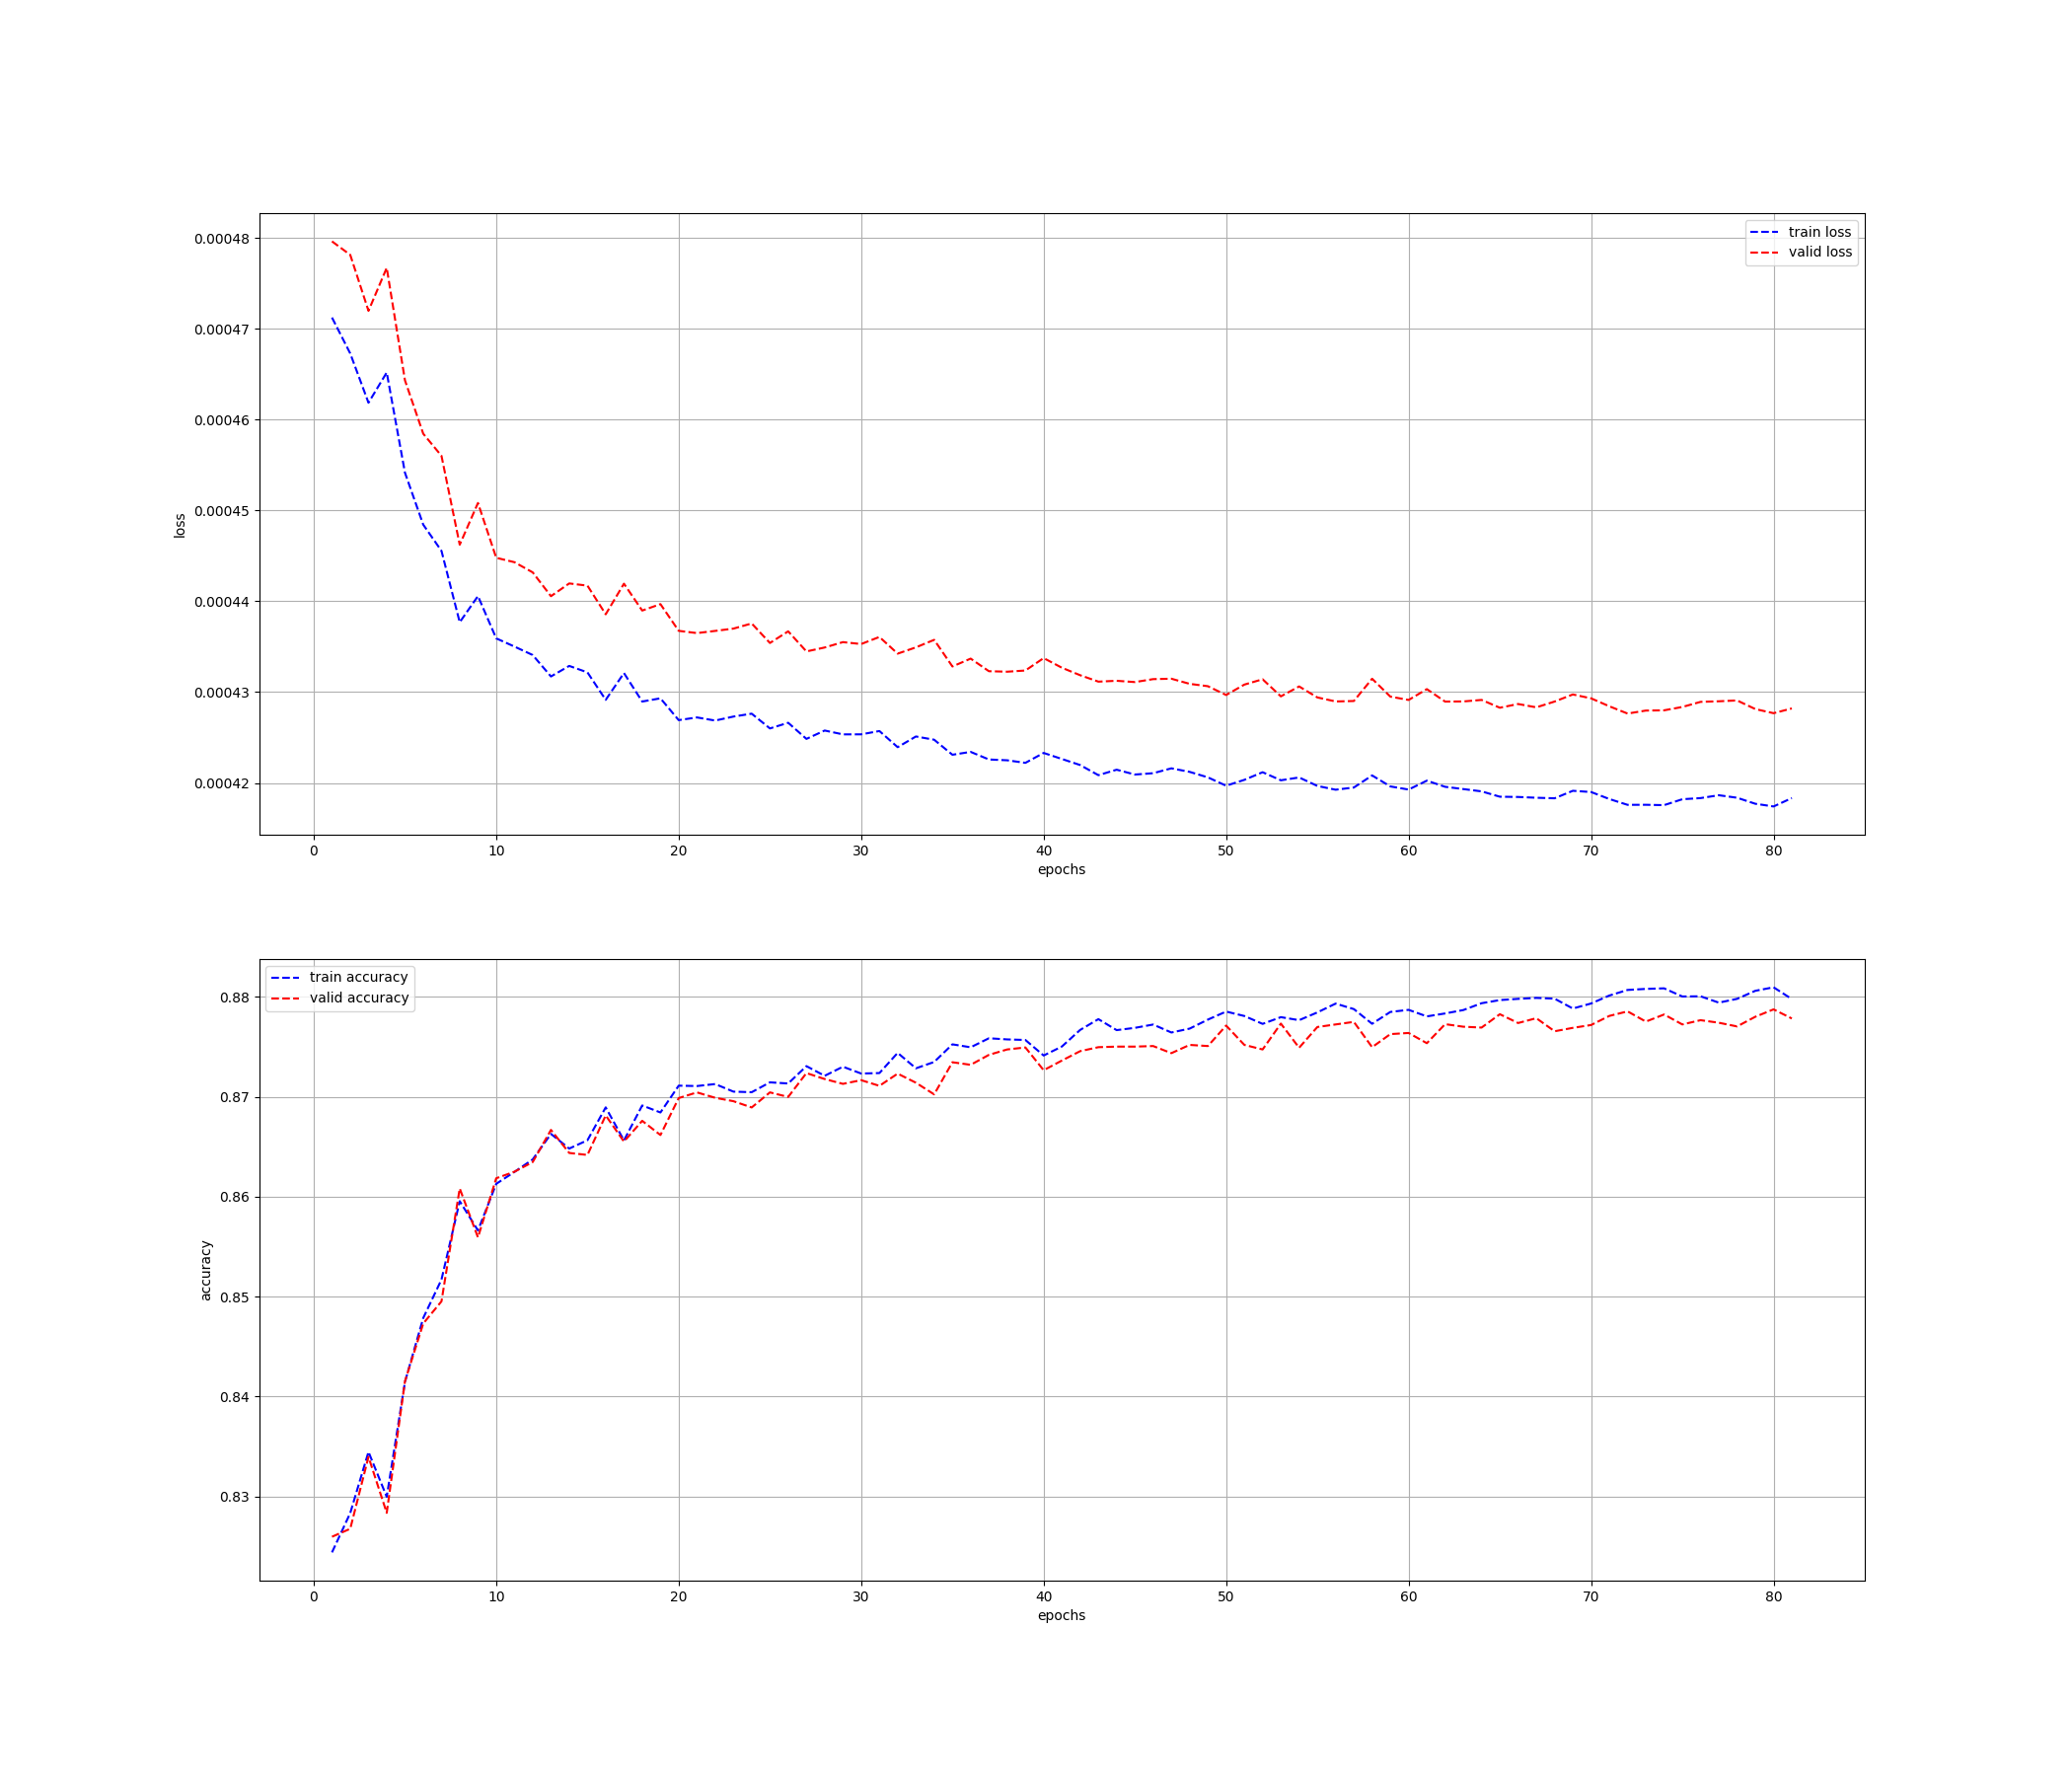 0.00048
0.00047
0.00046
0.00045
0.00044
0.00043
0.00042
loss
train loss
valid loss
0 10 20 30 40 50 60 70 80
epochs
0.88
0.87
0.86
0.85
0.84
0.83
accuracy
train accuracy
valid accuracy
0 10 20 30 40 50 60 70 80
epochs